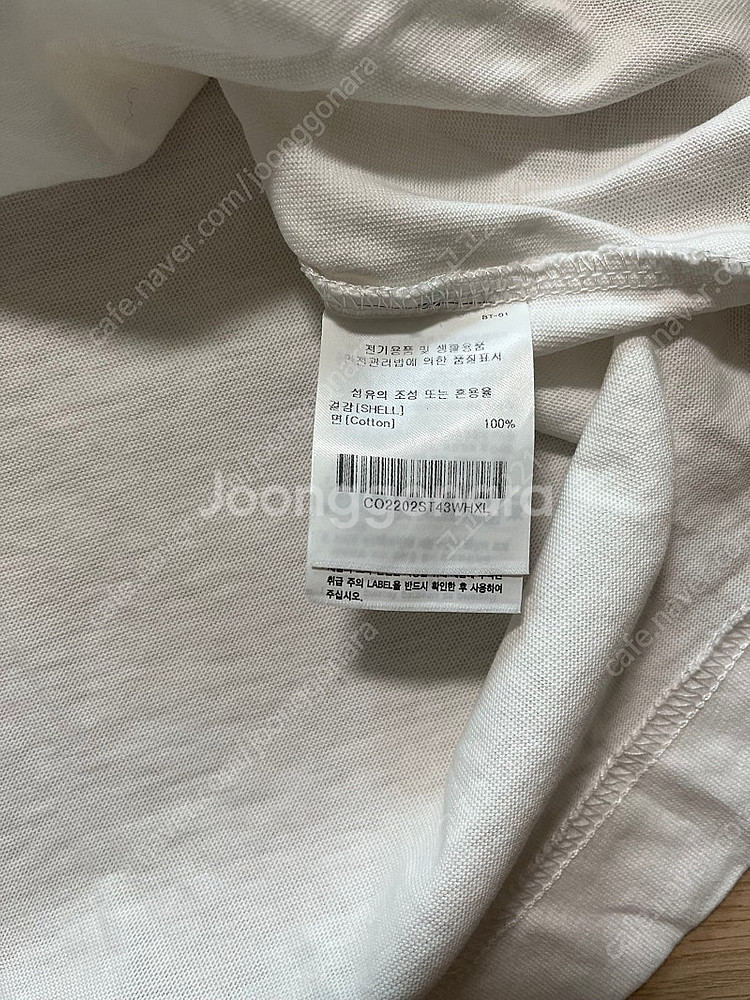 BT-01
전기용품 및 생활용품
안전관리법에 의한 품질표시
섬유의 조성 또는 혼용율
겉감[SHELL]
면[Cotton] 100%
CO2202ST43WHXL
취급 주의 LABEL을 반드시 확인한 후 사용하여
주십시오.
Joonggonara
cafe.naver.com/joonggonara